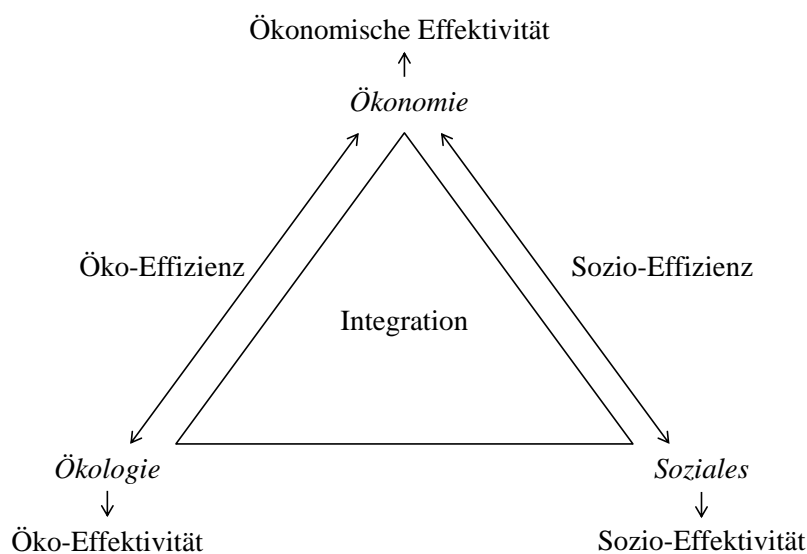 Ökonomische Effektivität
Ökonomie
Öko-Effizienz
Sozio-Effizienz
Integration
Ökologie
Soziales
Öko-Effektivität
Sozio-Effektivität